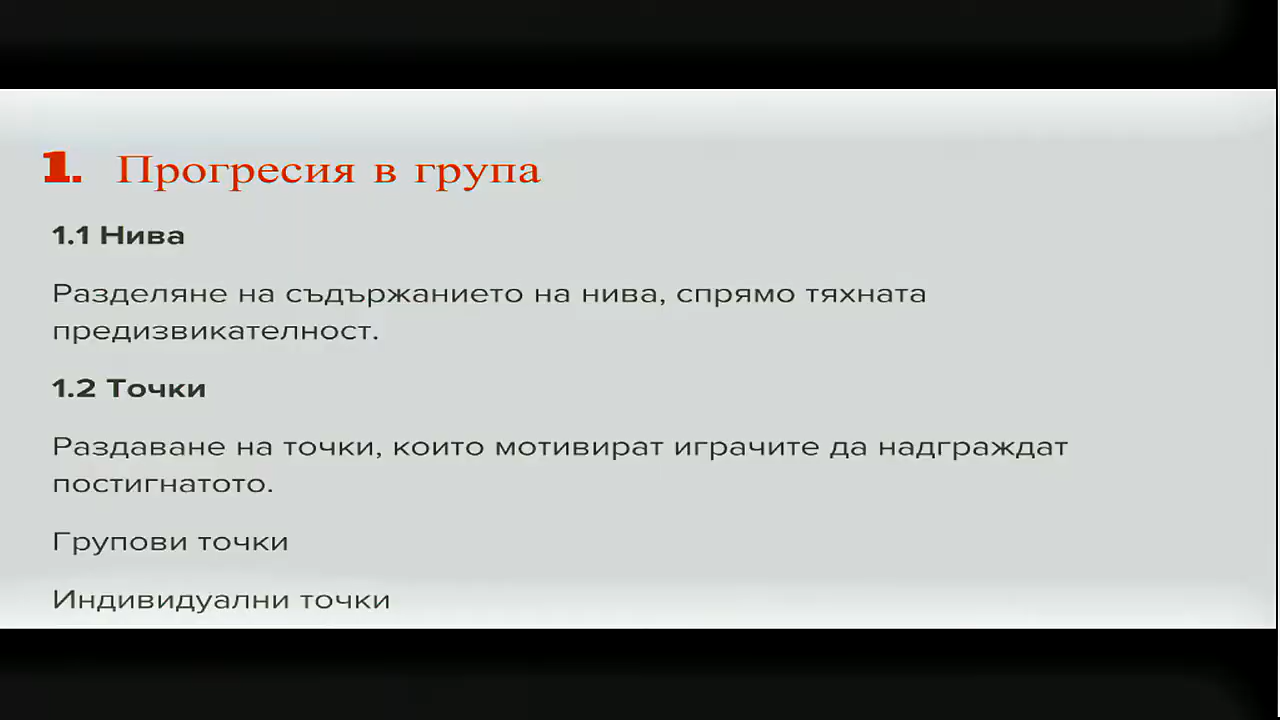 1. Прогресия в група
1.1 Нива
Разделяне на съдържанието на нива, спрямо тяхната
предизвикателност.
1.2 Точки
Раздаване на точки, които мотивират играчите да надграждат
постигнатото.
Групови точки
Индивидуални точки